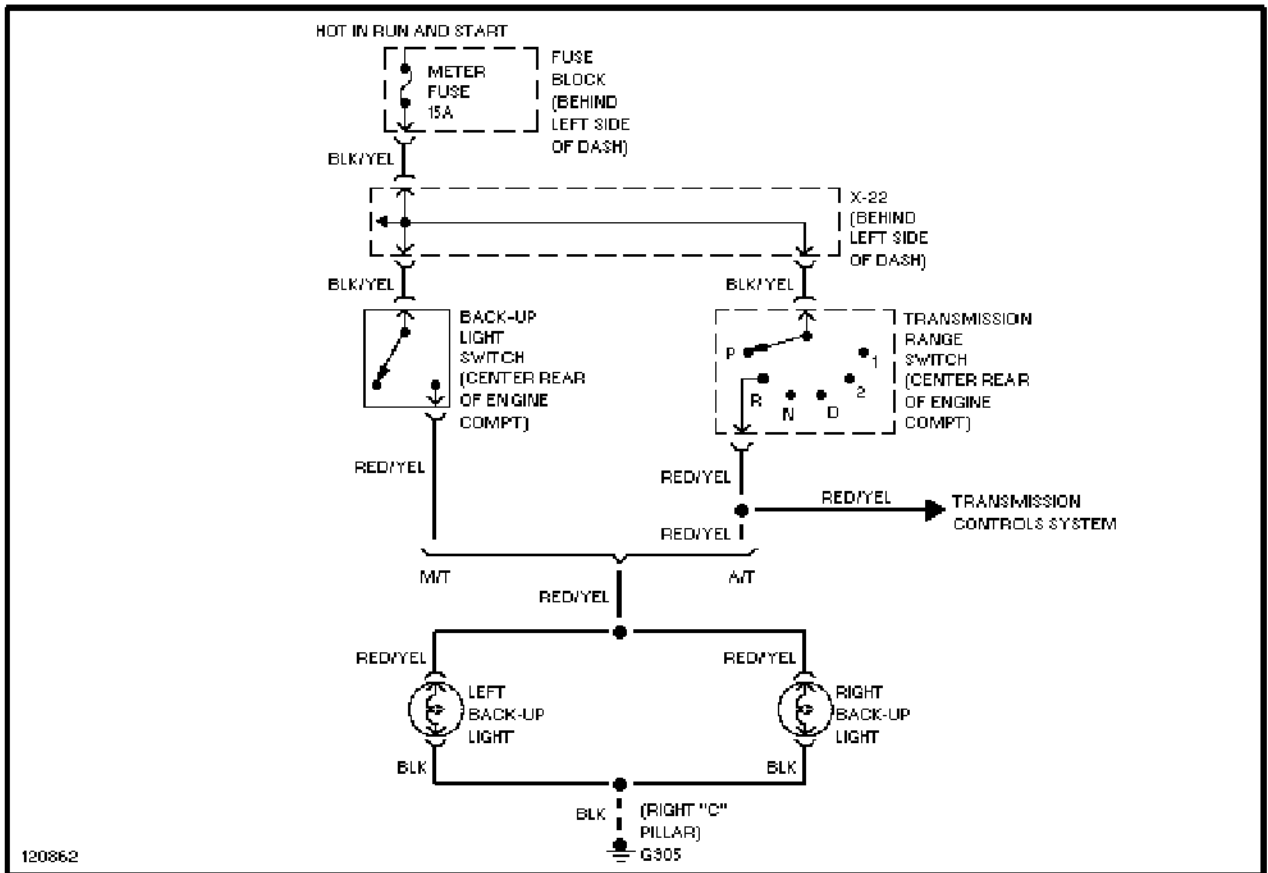 HOT IN RUN AND START
METER
FUSE
15A
FUSE
BLOCK
(BEHIND
LEFT SIDE
OF DASH)
BLK/YEL
X-22
(BEHIND
LEFT SIDE
OF DASH)
BLK/YEL
BLK/YEL
BACK-UP
LIGHT
SWITCH
(CENTER REAR
OF ENGINE
COMPT)
P
R
N
D
2
1
TRANSMISSION
RANGE
SWITCH
(CENTER REAR
OF ENGINE
COMPT)
RED/YEL
RED/YEL
RED/YEL
TRANSMISSION
CONTROLS SYSTEM
RED/YEL
M/T
A/T
RED/YEL
RED/YEL
RED/YEL
LEFT
BACK-UP
LIGHT
RIGHT
BACK-UP
LIGHT
BLK
BLK
BLK
(RIGHT "C"
PILLAR)
G905
120862